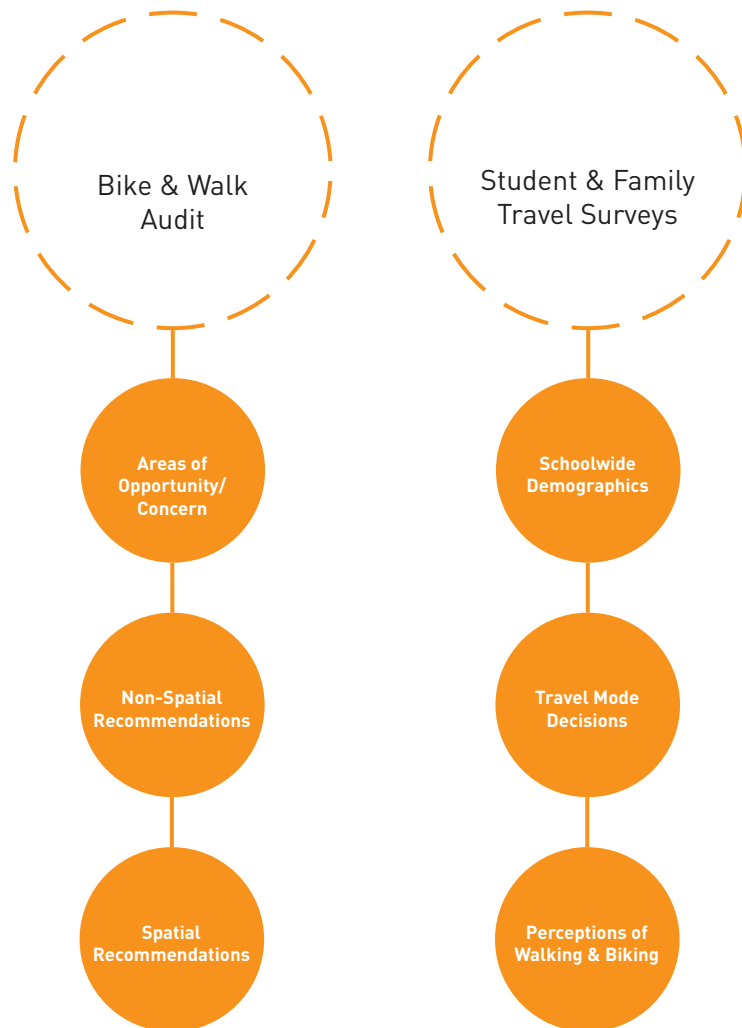 Bike & Walk
Audit
Areas of
Opportunity/
Concern
Non-Spatial
Recommendations
Spatial
Recommendations
Student & Family
Travel Surveys
Schoolwide
Demographics
Travel Mode
Decisions
Perceptions of
Walking & Biking